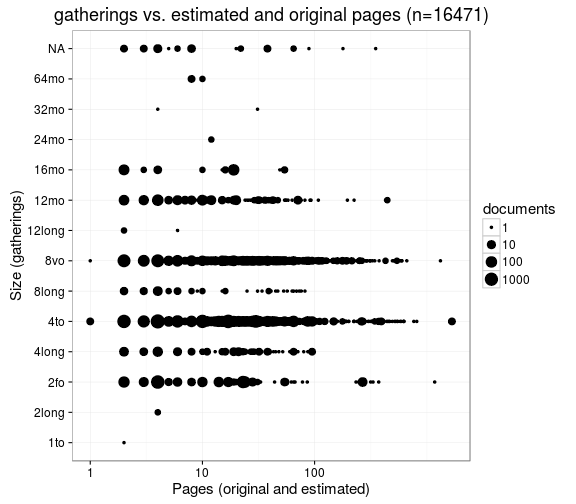 gatherings vs. estimated and original pages (n=16471)
Size (gatherings)
NA
64mo
32mo
24mo
16mo
12mo
12long
8vo
8long
4to
4long
2fo
2long
1to
1 10 100
Pages (original and estimated)
documents
1
10
100
1000